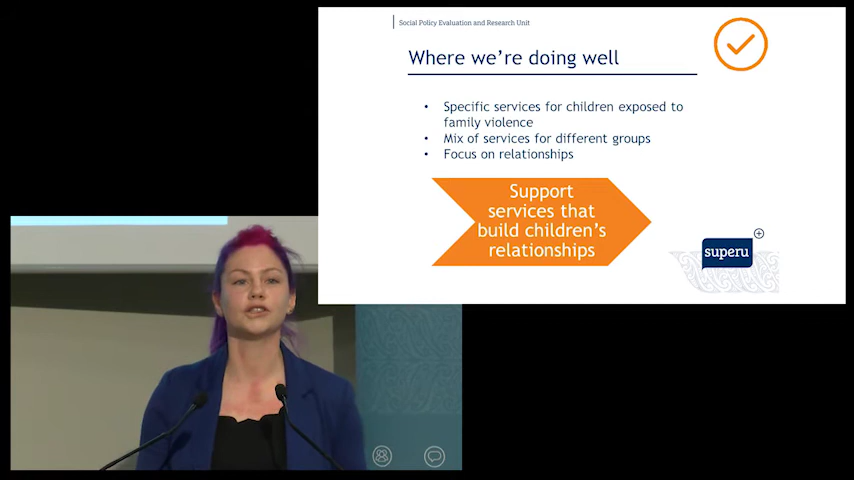 Social Policy Evaluation and Research Unit
Where we're doing well
• Specific services for children exposed to
family violence
• Mix of services for different groups
• Focus on relationships
Support
services that
build children's
relationships
superu